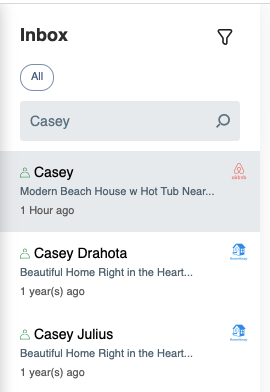 Inbox
All
Casey
Casey
Modern Beach House w Hot Tub Near...
1 Hour ago
Casey Drahota
Beautiful Home Right in the Heart...
1 year(s) ago
Casey Julius
Beautiful Home Right in the Heart...
1 year(s) ago